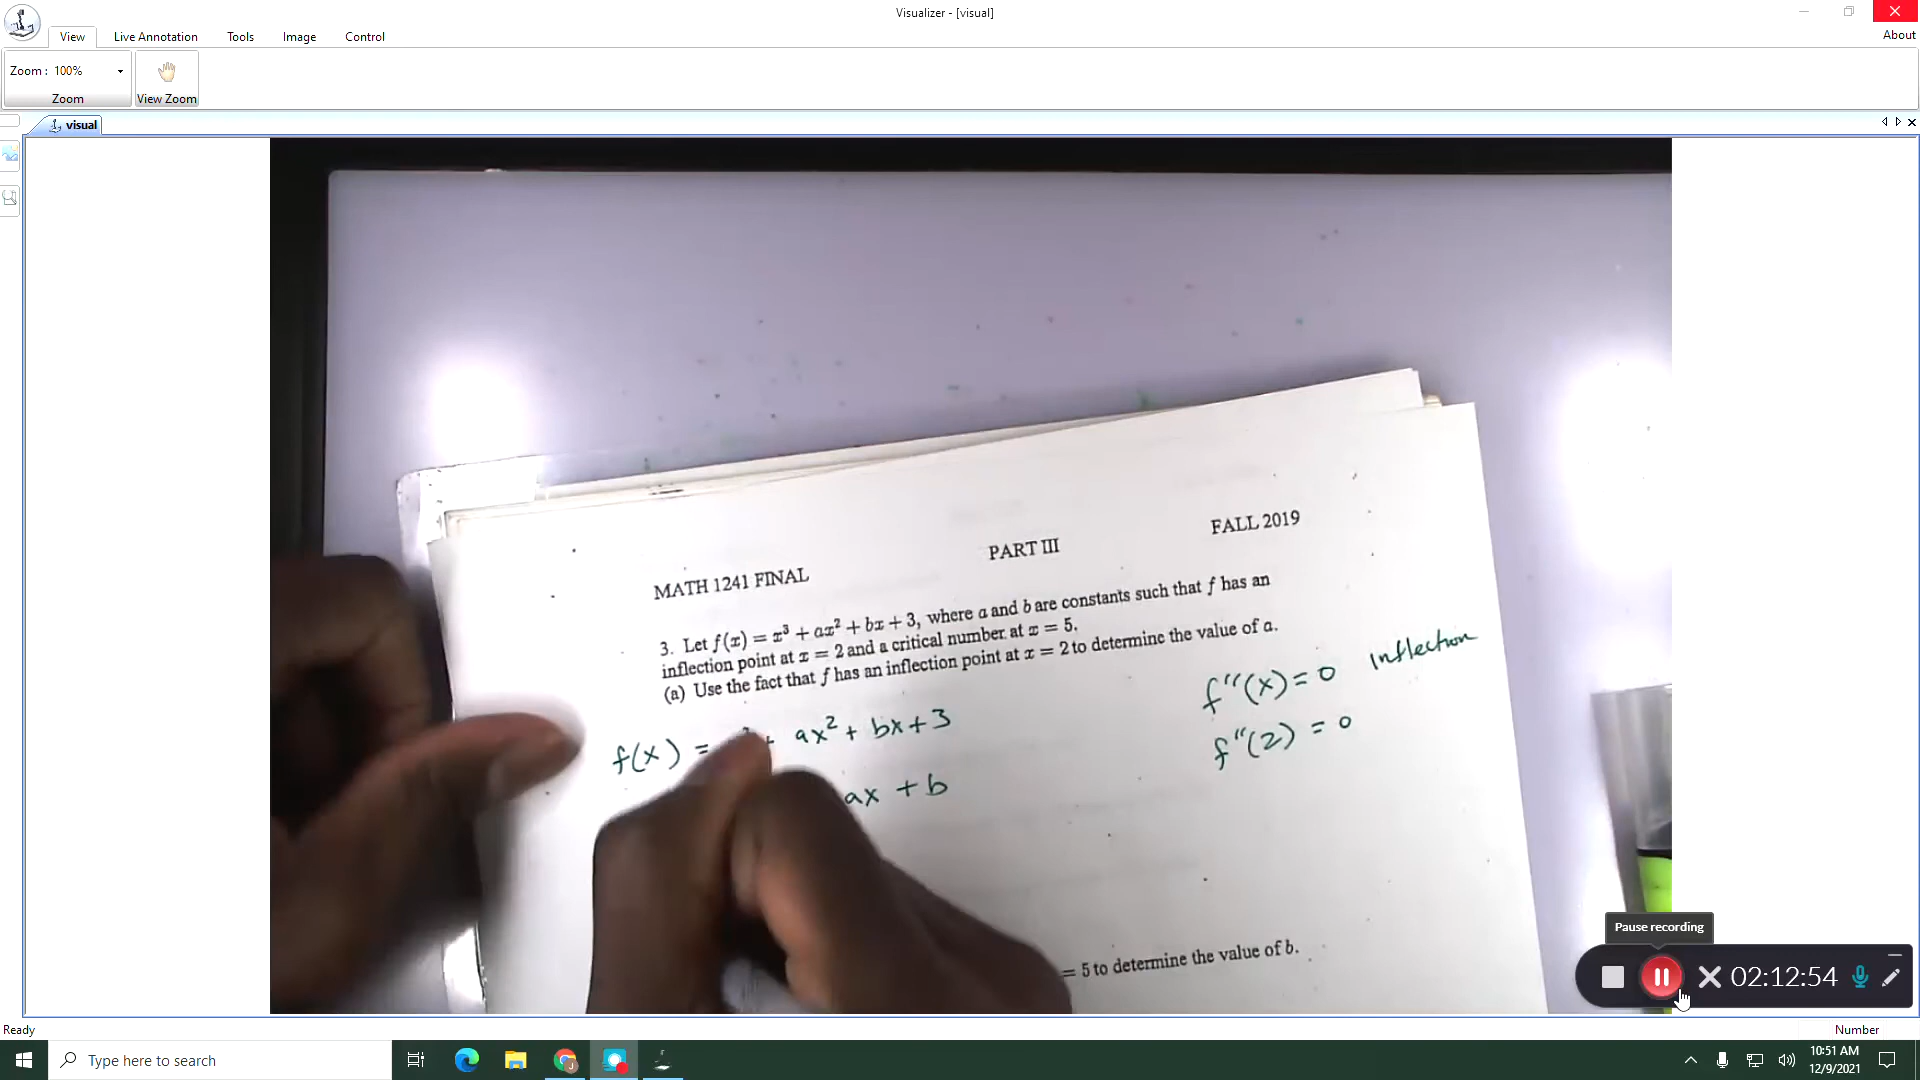 Visualizer - [visual]
View Live Annotation Tools Image Control
About
Zoom : 100%
Zoom View Zoom
visual
FALL 2019
PART III
MATH 1241 FINAL
3. Let f(x) = x³ + ax² + bx + 3, where a and b are constants such that f has an
inflection point at x = 2 and a critical number at x = 5.
(a) Use the fact that f has an inflection point at x = 2 to determine the value of a.
f''(x) = 0 Inflection
f(x) = + ax² + bx + 3
f''(2) = 0
ax + b
= 5 to determine the value of b.
Pause recording
02:12:54
Ready
Number
Type here to search
10:51 AM
12/9/2021